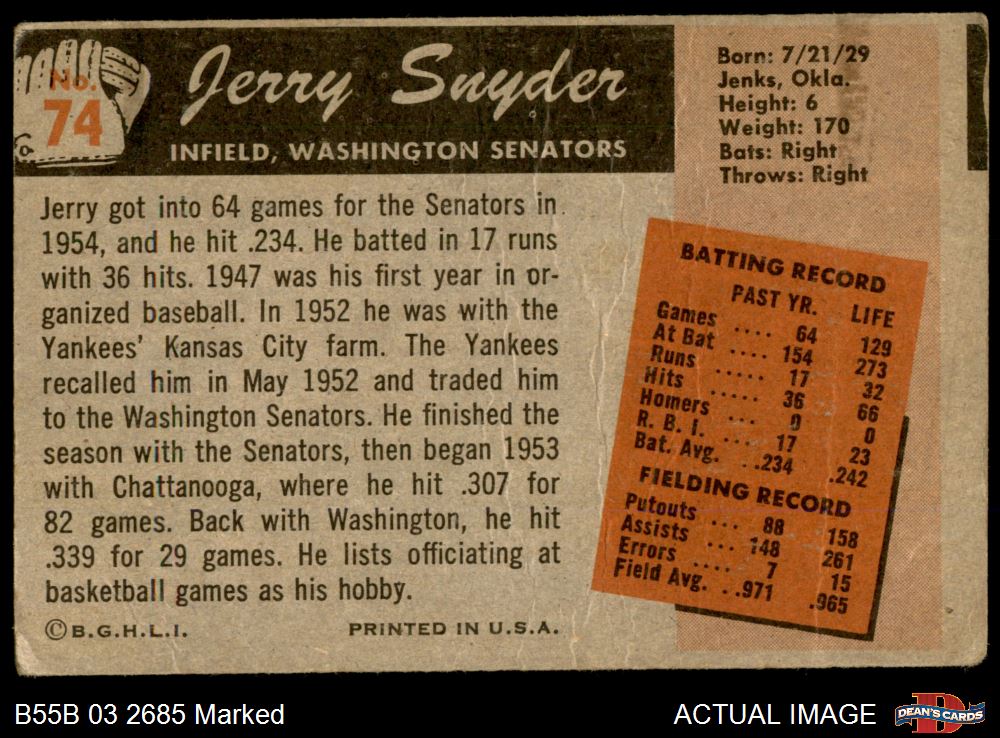 No.
74
Jerry Snyder
INFIELD, WASHINGTON SENATORS
Born: 7/21/29
Jenks, Okla.
Height: 6
Weight: 170
Bats: Right
Throws: Right
Jerry got into 64 games for the Senators in
1954, and he hit .234. He batted in 17 runs
with 36 hits. 1947 was his first year in or-
ganized baseball. In 1952 he was with the
Yankees' Kansas City farm. The Yankees
recalled him in May 1952 and traded him
to the Washington Senators. He finished the
season with the Senators, then began 1953
with Chattanooga, where he hit .307 for
82 games. Back with Washington, he hit
.339 for 29 games. He lists officiating at
basketball games as his hobby.
©B.G.H.L.I. PRINTED IN U.S.A.
BATTING RECORD
PAST YR. LIFE
Games .... 64 129
At Bat .... 154 273
Runs ..... 17 32
Hits ..... 36 66
Homers ... 0 0
R. B. I. ... 17 23
Bat. Avg. ..234 .242
FIELDING RECORD
Putouts ... 88 158
Assists ... 148 261
Errors .... 7 15
Field Avg. ..971 .965
B55B 03 2685 Marked
ACTUAL IMAGE
DEAN'S CARDS